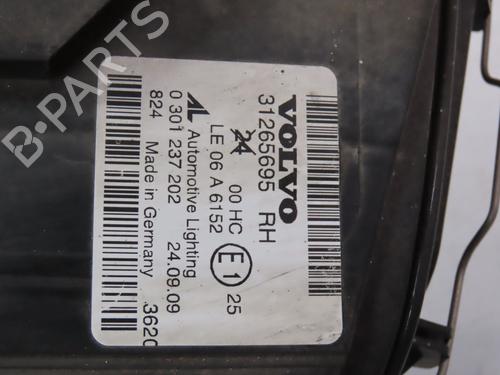 VOLVO
31265695 RH
24 00 HC
LE 06 A 6152
E1 25
AL Automotive Lighting
0 301 237 202 24.09.09
824 Made in Germany 3620
B-PARTS